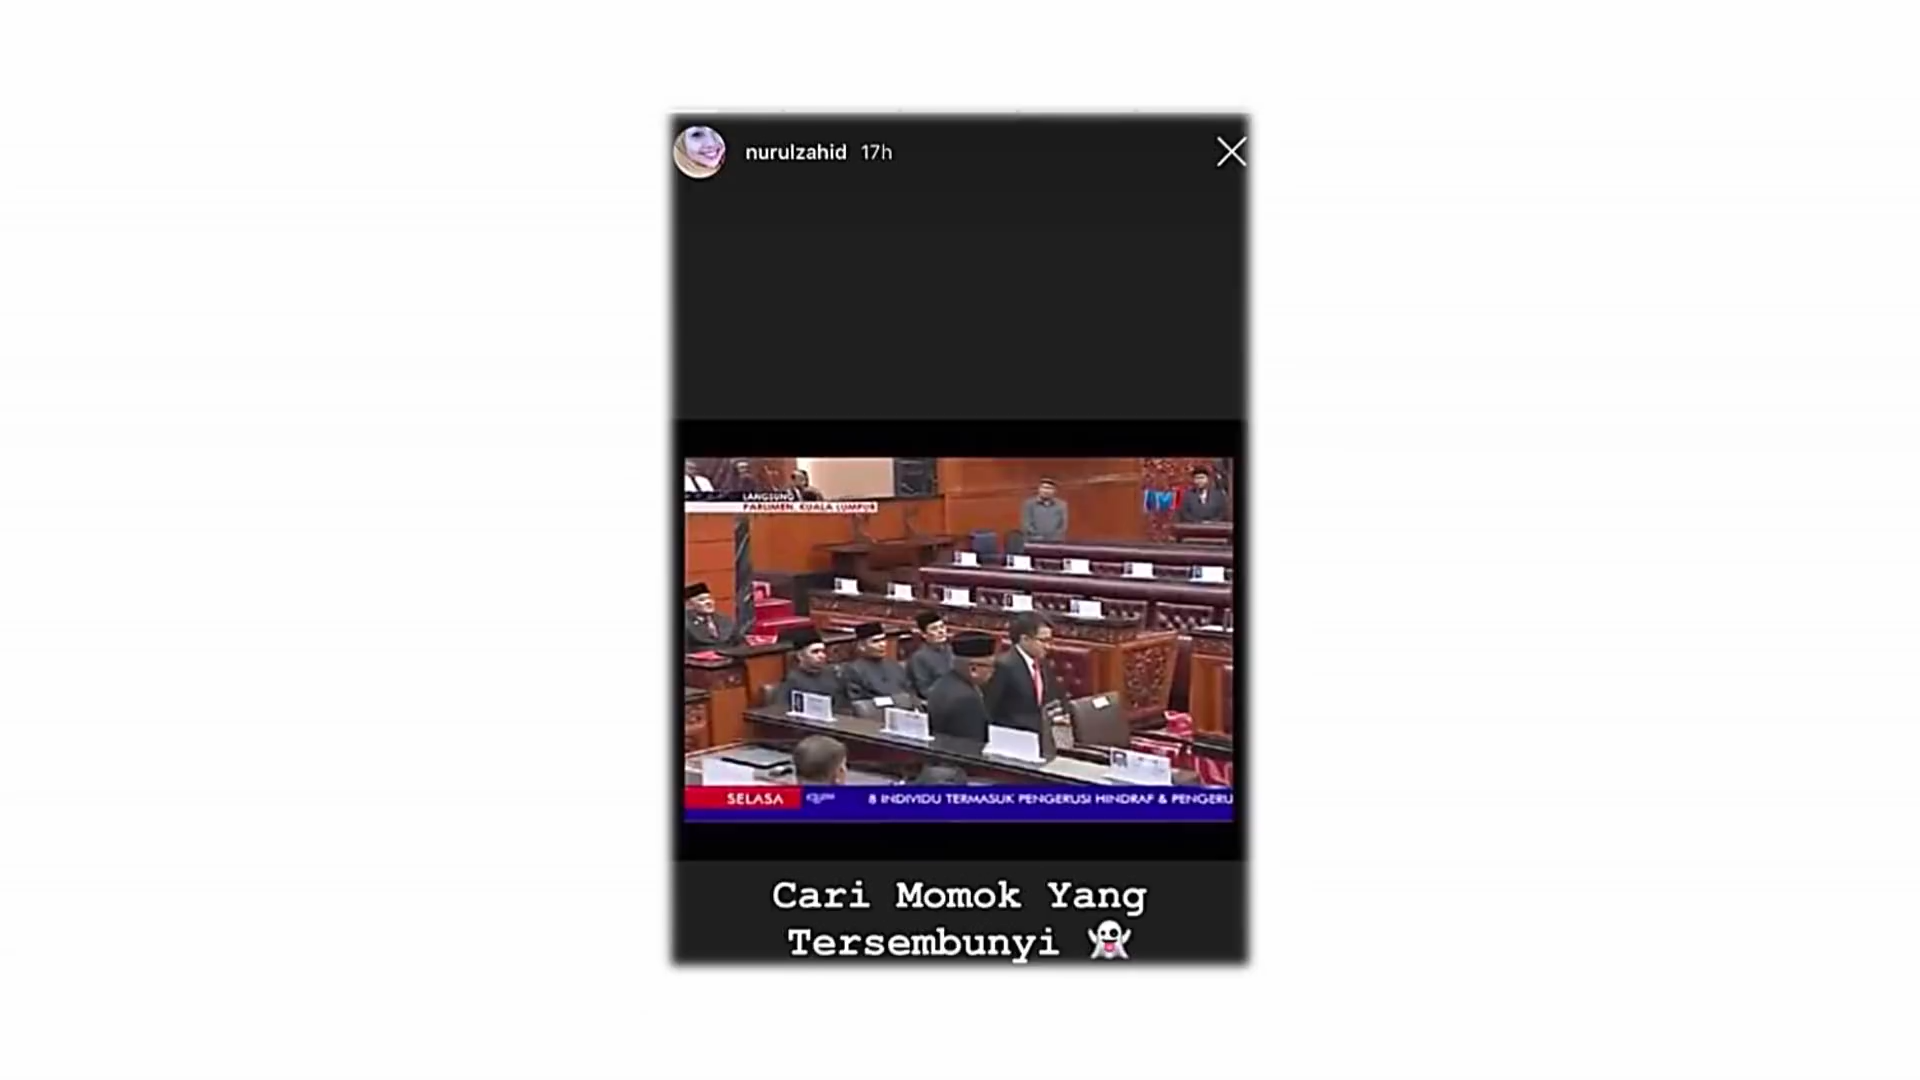 nurulzahid 17h
LANGSUNG
PARLIMEN, KUALA LUMPUR
SELASA
8 INDIVIDU TERMASUK PENGERUSI HINDRAF & PENGERU
Cari Momok Yang
Tersembunyi